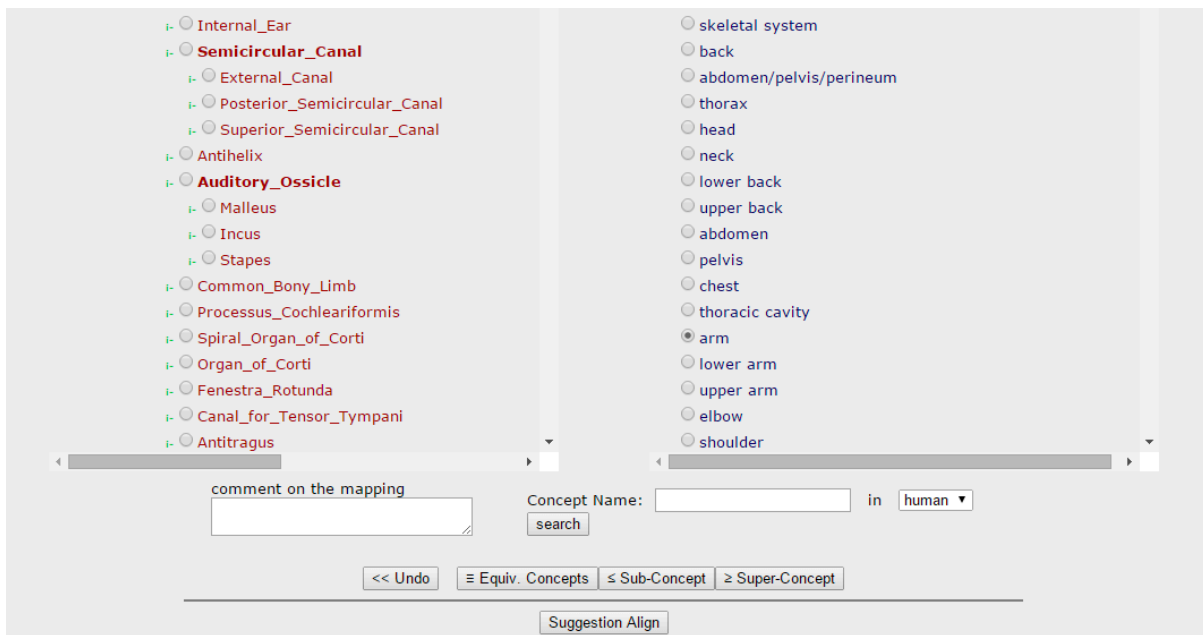 i- Internal_Ear
i- Semicircular_Canal
i- External_Canal
i- Posterior_Semicircular_Canal
i- Superior_Semicircular_Canal
i- Antihelix
i- Auditory_Ossicle
i- Malleus
i- Incus
i- Stapes
i- Common_Bony_Limb
i- Processus_Cochleariformis
i- Spiral_Organ_of_Corti
i- Organ_of_Corti
i- Fenestra_Rotunda
i- Canal_for_Tensor_Tympani
i- Antitragus
skeletal system
back
abdomen/pelvis/perineum
thorax
head
neck
lower back
upper back
abdomen
pelvis
chest
thoracic cavity
arm
lower arm
upper arm
elbow
shoulder
comment on the mapping
Concept Name: in human
search
<< Undo ≡ Equiv. Concepts ≤ Sub-Concept ≥ Super-Concept
Suggestion Align